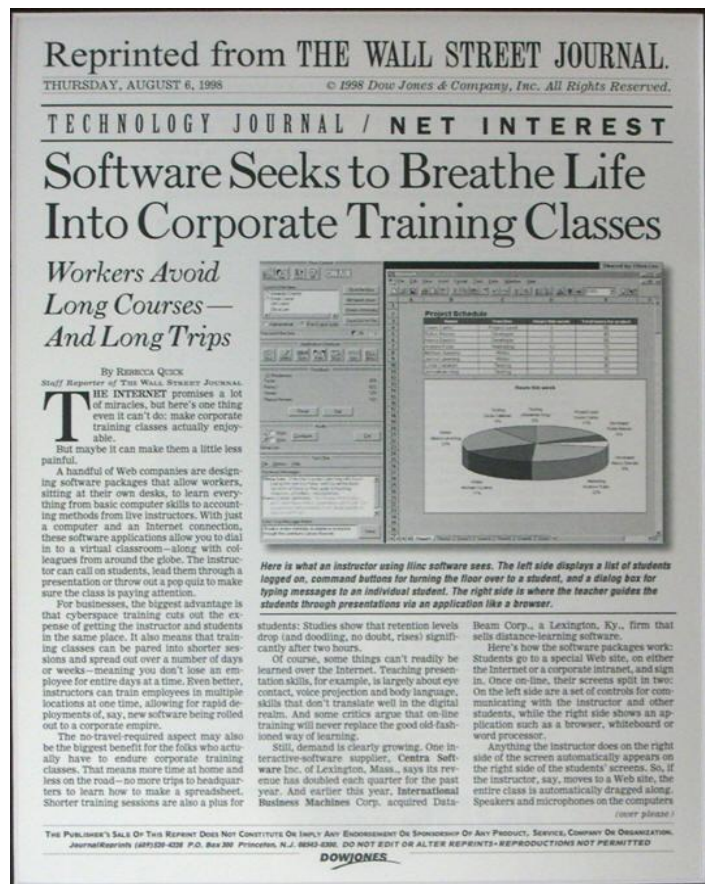 Reprinted from THE WALL STREET JOURNAL.
THURSDAY, AUGUST 6, 1998 © 1998 Dow Jones & Company, Inc. All Rights Reserved.
TECHNOLOGY JOURNAL / NET INTEREST
Software Seeks to Breathe Life
Into Corporate Training Classes
Workers Avoid
Long Courses—
And Long Trips
By REBECCA QUICK
Staff Reporter of THE WALL STREET JOURNAL
THE INTERNET promises a lot
of miracles, but here's one thing
even it can't do: make corporate
training classes actually enjoy-
able.
But maybe it can make them a little less
painful.
A handful of Web companies are design-
ing software packages that allow workers,
sitting at their own desks, to learn every-
thing from basic computer skills to account-
ing methods from live instructors. With just
a computer and an Internet connection,
these software applications allow you to dial
in to a virtual classroom—along with col-
leagues from around the globe. The instruc-
tor can call on students, lead them through a
presentation or throw out a pop quiz to make
sure the class is paying attention.
For businesses, the biggest advantage is
that cyberspace training cuts out the ex-
pense of getting the instructor and students
in the same place. It also means that train-
ing classes can be pared into shorter ses-
sions and spread out over a number of days
or weeks—meaning you don't lose an em-
ployee for entire days at a time. Even better,
instructors can train employees in multiple
locations at one time, allowing for rapid de-
ployments of, say, new software being rolled
out to a corporate empire.
The no-travel-required aspect may also
be the biggest benefit for the folks who actu-
ally have to endure corporate training
classes. That means more time at home and
less on the road—no more trips to headquar-
ters to learn how to make a spreadsheet.
Shorter training sessions are also a plus for
ON AIR
Project Schedule
Hours this week
Here is what an instructor using Ilinc software sees. The left side displays a list of students
logged on, command buttons for turning the floor over to a student, and a dialog box for
typing messages to an individual student. The right side is where the teacher guides the
students through presentations via an application like a browser.
students: Studies show that retention levels
drop (and doodling, no doubt, rises) signifi-
cantly after two hours.
Of course, some things can't readily be
learned over the Internet. Teaching presen-
tation skills, for example, is largely about eye
contact, voice projection and body language,
skills that don't translate well in the digital
realm. And some critics argue that on-line
training will never replace the good old-fash-
ioned way of learning.
Still, demand is clearly growing. One in-
teractive-software supplier, Centra Soft-
ware Inc. of Lexington, Mass., says its rev-
enue has doubled each quarter for the past
year. And earlier this year, International
Business Machines Corp. acquired Data-
Beam Corp., a Lexington, Ky., firm that
sells distance-learning software.
Here's how the software packages work:
Students go to a special Web site, on either
the Internet or a corporate intranet, and sign
in. Once on-line, their screens split in two:
On the left side are a set of controls for com-
municating with the instructor and other
students, while the right side shows an ap-
plication such as a browser, whiteboard or
word processor.
Anything the instructor does on the right
side of the screen automatically appears on
the right side of the students' screens. So, if
the instructor, say, moves to a Web site, the
entire class is automatically dragged along.
Speakers and microphones on the computers
(over please)
THE PUBLISHER'S SALE OF THIS REPRINT DOES NOT CONSTITUTE OR IMPLY ANY ENDORSEMENT OR SPONSORSHIP OF ANY PRODUCT, SERVICE, COMPANY OR ORGANIZATION.
JournalReprints (609)520-4328 P.O. Box 300 Princeton, N.J. 08543-0300. DO NOT EDIT OR ALTER REPRINTS • REPRODUCTIONS NOT PERMITTED
DOWJONES